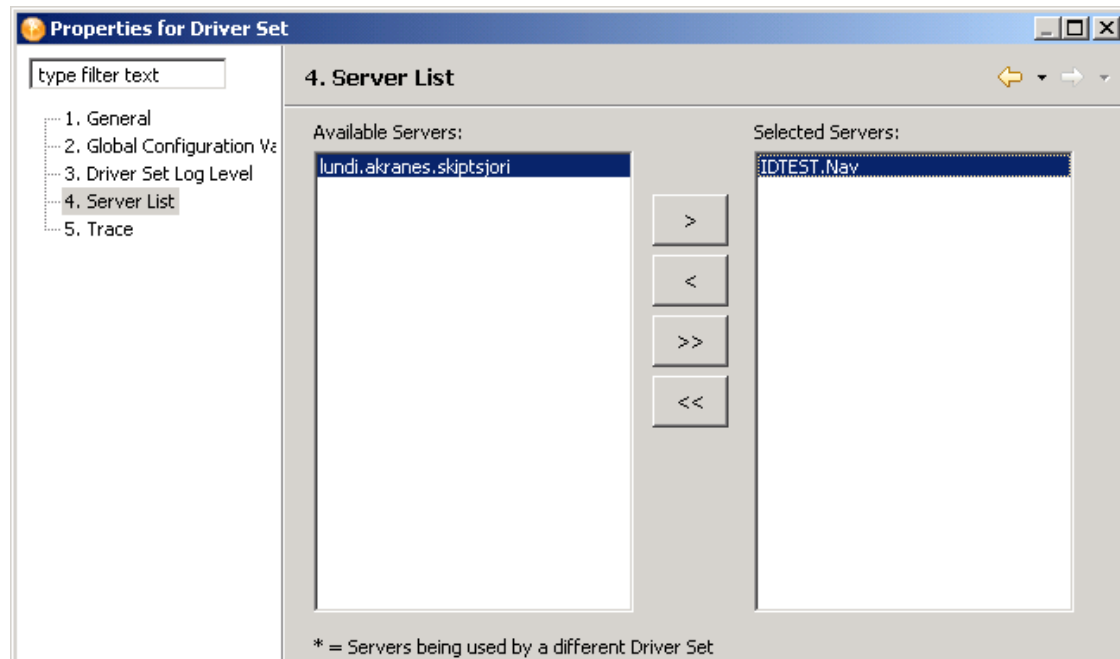 Properties for Driver Set
type filter text
1. General
2. Global Configuration Va
3. Driver Set Log Level
4. Server List
5. Trace
4. Server List
Available Servers:
lundi.akranes.skiptsjori
>
<
>>
<<
Selected Servers:
IDTEST.Nav
* = Servers being used by a different Driver Set